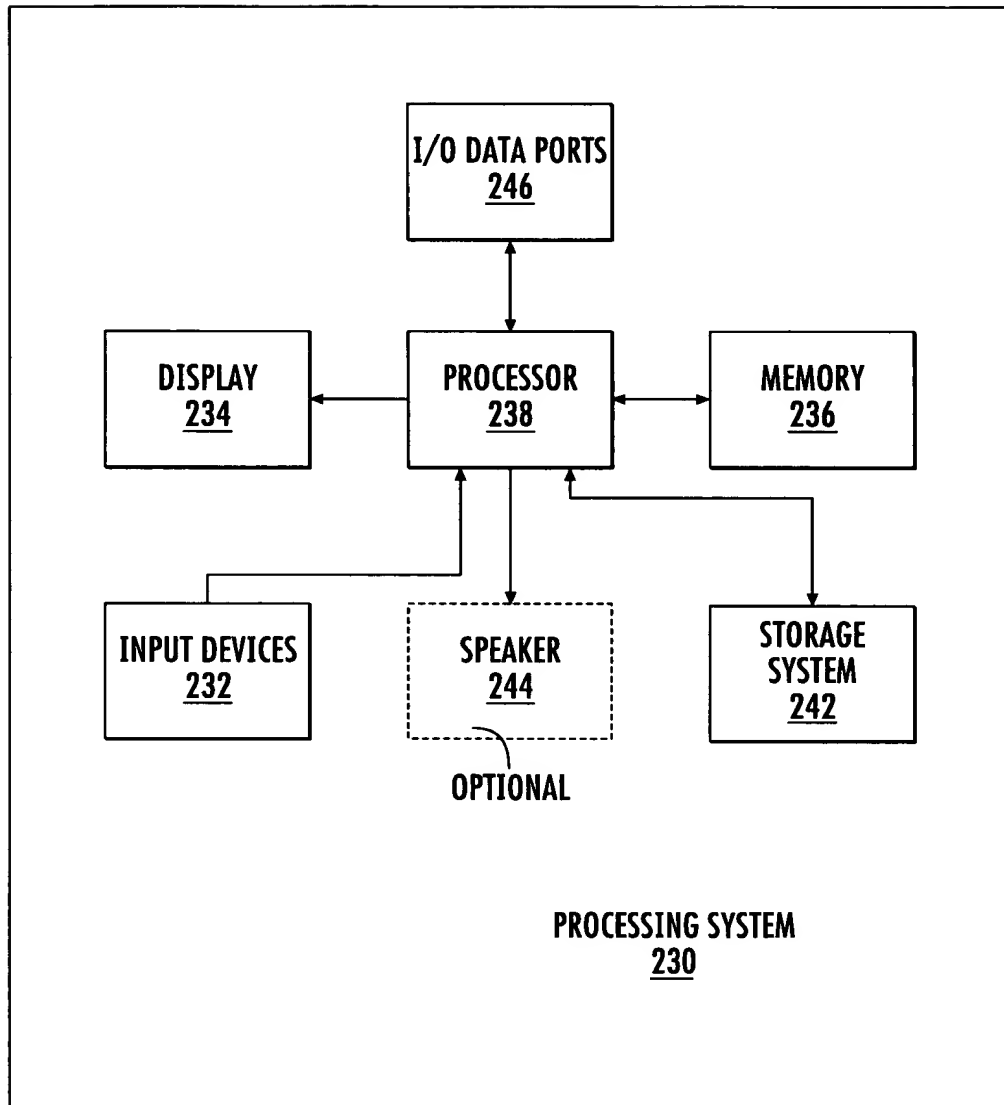 I/O DATA PORTS
246
DISPLAY
234
PROCESSOR
238
MEMORY
236
INPUT DEVICES
232
SPEAKER
244
STORAGE
SYSTEM
242
OPTIONAL
PROCESSING SYSTEM
230